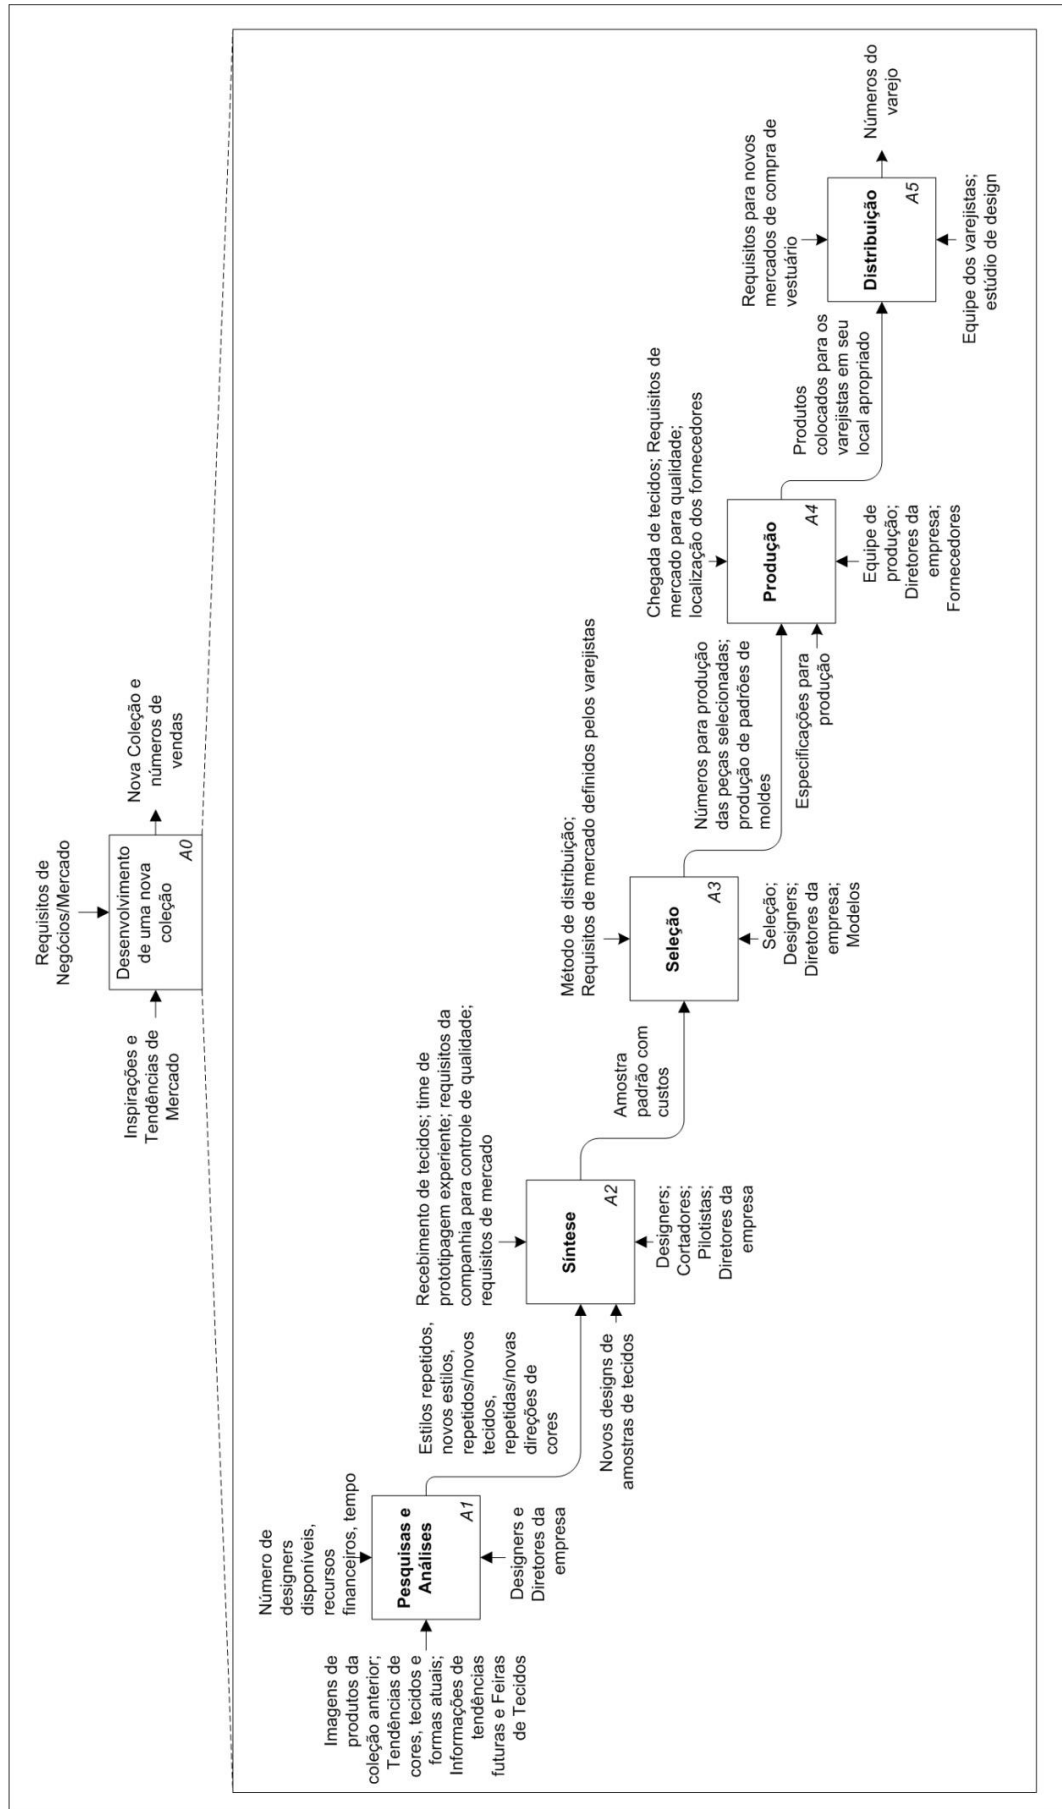 Requisitos de
Negócios/Mercado
Inspirações e
Tendências de
Mercado
Desenvolvimento
de uma nova
coleção
A0
Nova Coleção e
números de
vendas
Número de
designers
disponíveis,
recursos
financeiros, tempo
Imagens de
produtos da
coleção anterior;
Tendências de
cores, tecidos e
formas atuais;
Informações de
tendências
futuras e Feiras
de Tecidos
Pesquisas e
Análises
A1
Designers e
Diretores da
empresa
Estilos repetidos,
novos estilos,
repetidos/novos
tecidos,
repetidas/novas
direções de
cores
Recebimento de tecidos; time de
prototipagem experiente; requisitos da
companhia para controle de qualidade;
requisitos de mercado
Novos designs de
amostras de tecidos
Síntese
A2
Designers;
Cortadores;
Pilotistas;
Diretores da
empresa
Amostra
padrão com
custos
Método de distribuição;
Requisitos de mercado definidos pelos varejistas
Seleção
A3
Seleção;
Designers;
Diretores da
empresa;
Modelos
Números para produção
das peças selecionadas;
produção de padrões de
moldes
Chegada de tecidos; Requisitos de
mercado para qualidade;
localização dos fornecedores
Especificações para
produção
Produção
A4
Equipe de
produção;
Diretores da
empresa;
Fornecedores
Produtos
colocados para os
varejistas em seu
local apropriado
Requisitos para novos
mercados de compra de
vestuário
Distribuição
A5
Equipe dos varejistas;
estúdio de design
Números do
varejo